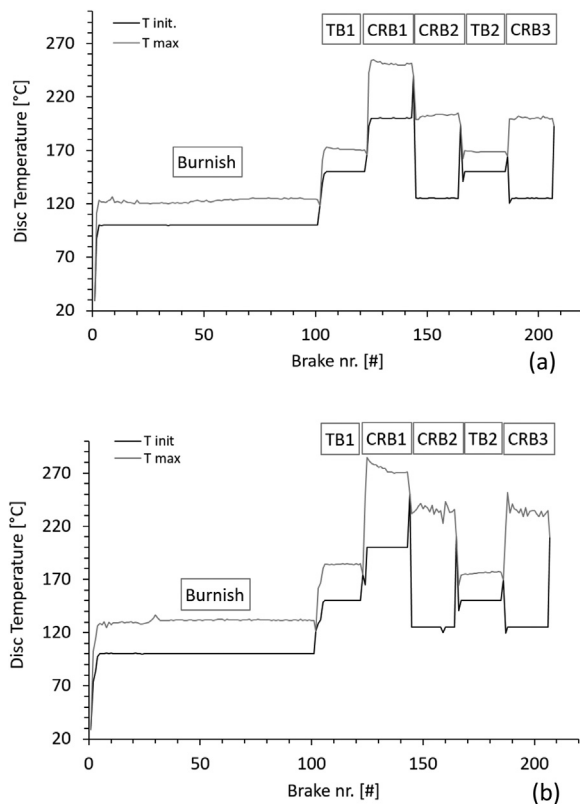 T init.
T max
TB1 CRB1 CRB2 TB2 CRB3
270
220
170
120
70
20
Burnish
Disc Temperature [°C]
0 50 100 150 200
Brake nr. [#]
(a)
T init
T max
TB1 CRB1 CRB2 TB2 CRB3
270
220
170
120
70
20
Burnish
Disc Temperature [°C]
0 50 100 150 200
Brake nr. [#]
(b)